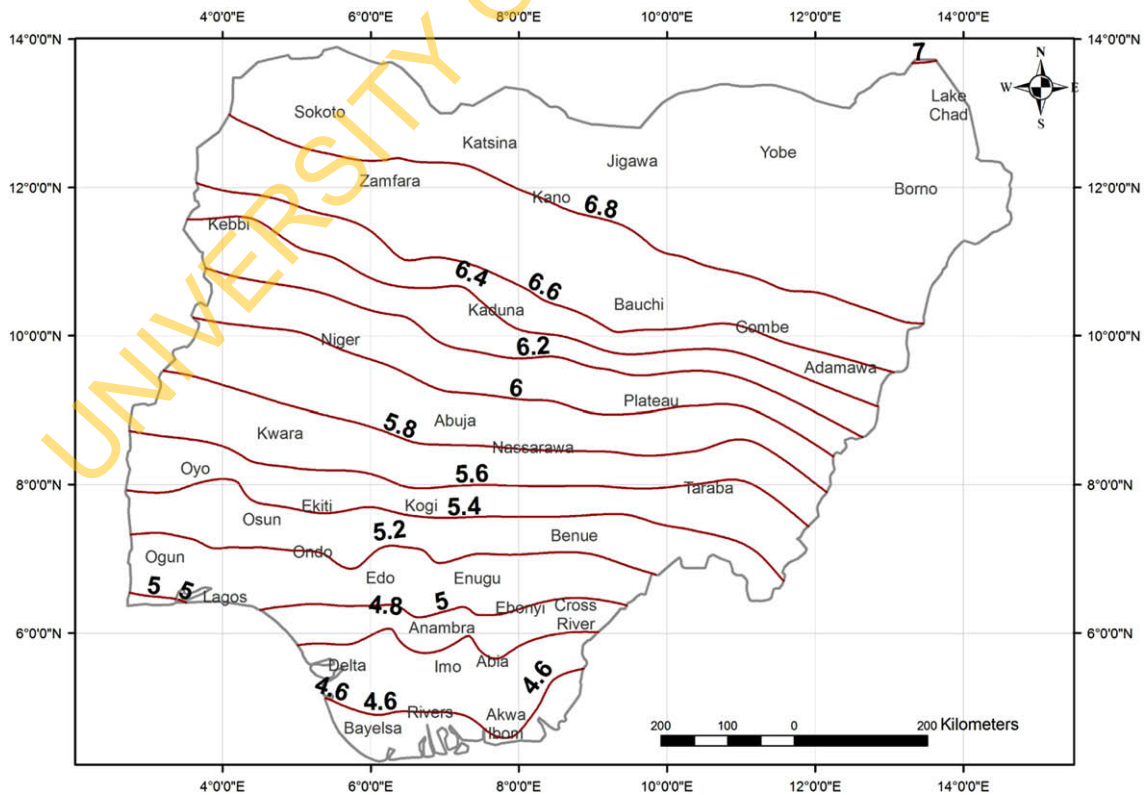 4°0'0"E 6°0'0"E 8°0'0"E 10°0'0"E 12°0'0"E 14°0'0"E
14°0'0"N 14°0'0"N
7
N
W E
S
Lake
Chad
Sokoto
Katsina
Jigawa
Yobe
Zamfara
12°0'0"N 12°0'0"N
Borno
Kano
6.8
Kebbi
6.4
6.6
Kaduna
Bauchi
Gombe
10°0'0"N 10°0'0"N
Niger
6.2
Adamawa
6
Plateau
5.8
Abuja
Kwara
Nassarawa
Oyo
5.6
8°0'0"N 8°0'0"N
Taraba
Ekiti
Kogi
5.4
Osun
5.2
Benue
Ogun
Ondo
Edo
Enugu
5
5
Lagos
4.8
5
Ebonyi
Cross
River
Anambra
6°0'0"N 6°0'0"N
Delta
Imo
Abia
4.6
4.6
4.6
Rivers
Bayelsa
Akwa
Ibom
200 100 0 200 Kilometers
4°0'0"E 6°0'0"E 8°0'0"E 10°0'0"E 12°0'0"E 14°0'0"E
UNIVERSITY